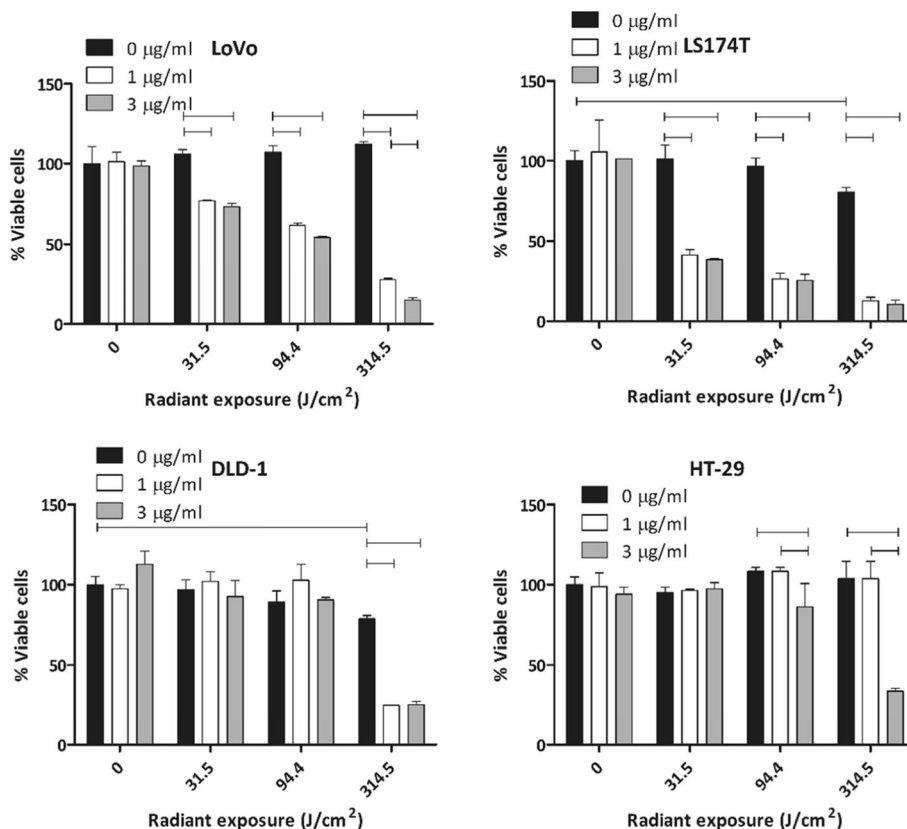 LoVo
0 µg/ml
1 µg/ml
3 µg/ml
150
100
50
0
% Viable cells
0
31.5
94.4
314.5
Radiant exposure (J/cm²)
LS174T
0 µg/ml
1 µg/ml
3 µg/ml
150
100
50
0
% Viable cells
0
31.5
94.4
314.5
Radiant exposure (J/cm²)
DLD-1
0 µg/ml
1 µg/ml
3 µg/ml
150
100
50
0
% Viable cells
0
31.5
94.4
314.5
Radiant exposure (J/cm²)
HT-29
0 µg/ml
1 µg/ml
3 µg/ml
150
100
50
0
% Viable cells
0
31.5
94.4
314.5
Radiant exposure (J/cm²)